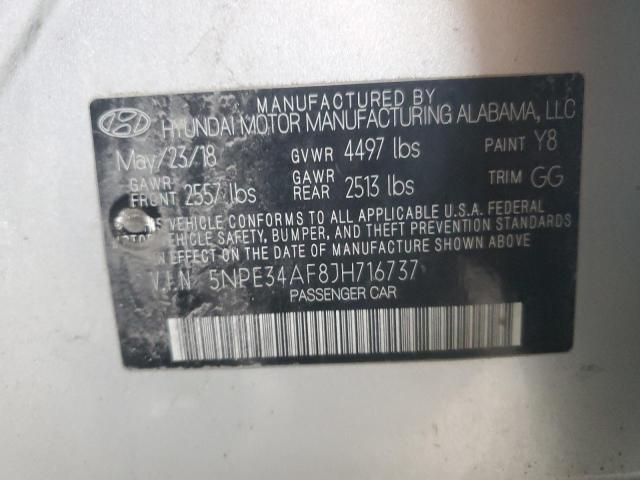 MANUFACTURED BY
HYUNDAI MOTOR MANUFACTURING ALABAMA, LLC
May/23/18 GVWR 4497 lbs PAINT Y8
GAWR FRONT 2557 lbs GAWR REAR 2513 lbs TRIM GG
VEHICLE CONFORMS TO ALL APPLICABLE U.S.A. FEDERAL
VEHICLE SAFETY, BUMPER, AND THEFT PREVENTION STANDARDS
IN EFFECT ON THE DATE OF MANUFACTURE SHOWN ABOVE.
V.I.N. 5NPE34AF8JH716737
PASSENGER CAR